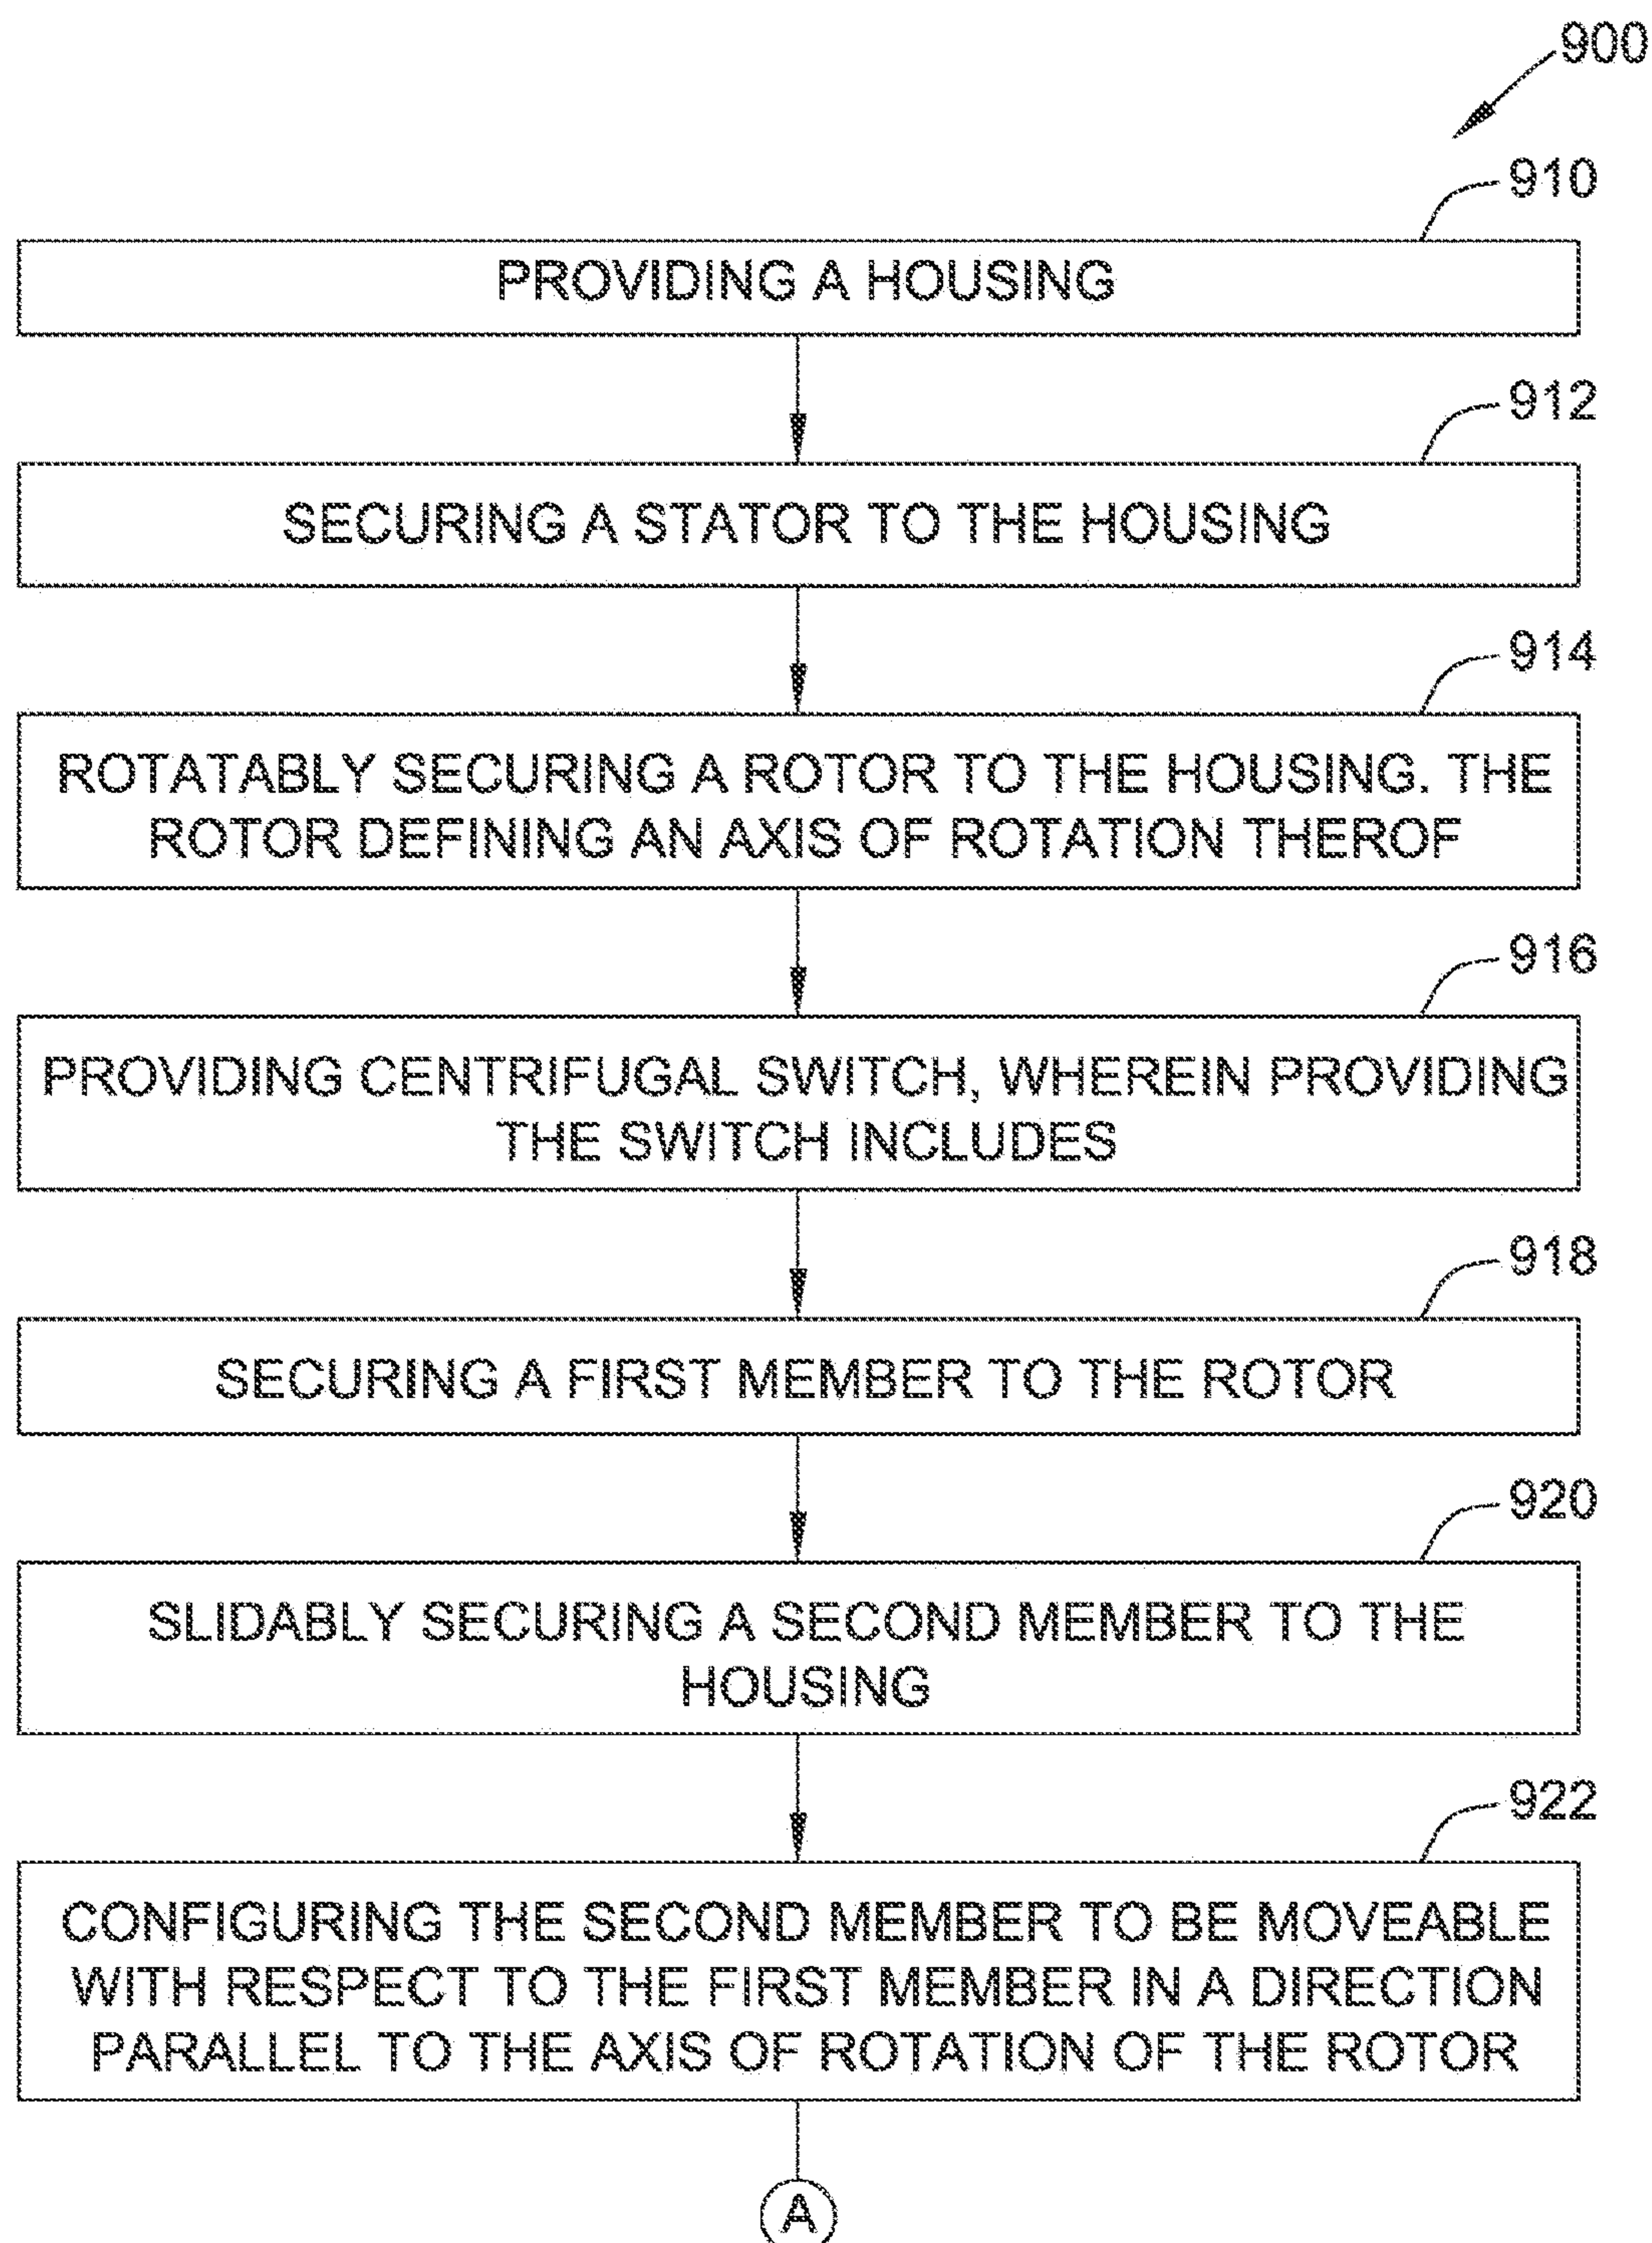 900
910
PROVIDING A HOUSING
912
SECURING A STATOR TO THE HOUSING
914
ROTATABLY SECURING A ROTOR TO THE HOUSING. THE
ROTOR DEFINING AN AXIS OF ROTATION THEROF
916
PROVIDING CENTRIFUGAL SWITCH, WHEREIN PROVIDING
THE SWITCH INCLUDES
918
SECURING A FIRST MEMBER TO THE ROTOR
920
SLIDABLY SECURING A SECOND MEMBER TO THE
HOUSING
922
CONFIGURING THE SECOND MEMBER TO BE MOVEABLE
WITH RESPECT TO THE FIRST MEMBER IN A DIRECTION
PARALLEL TO THE AXIS OF ROTATION OF THE ROTOR
A